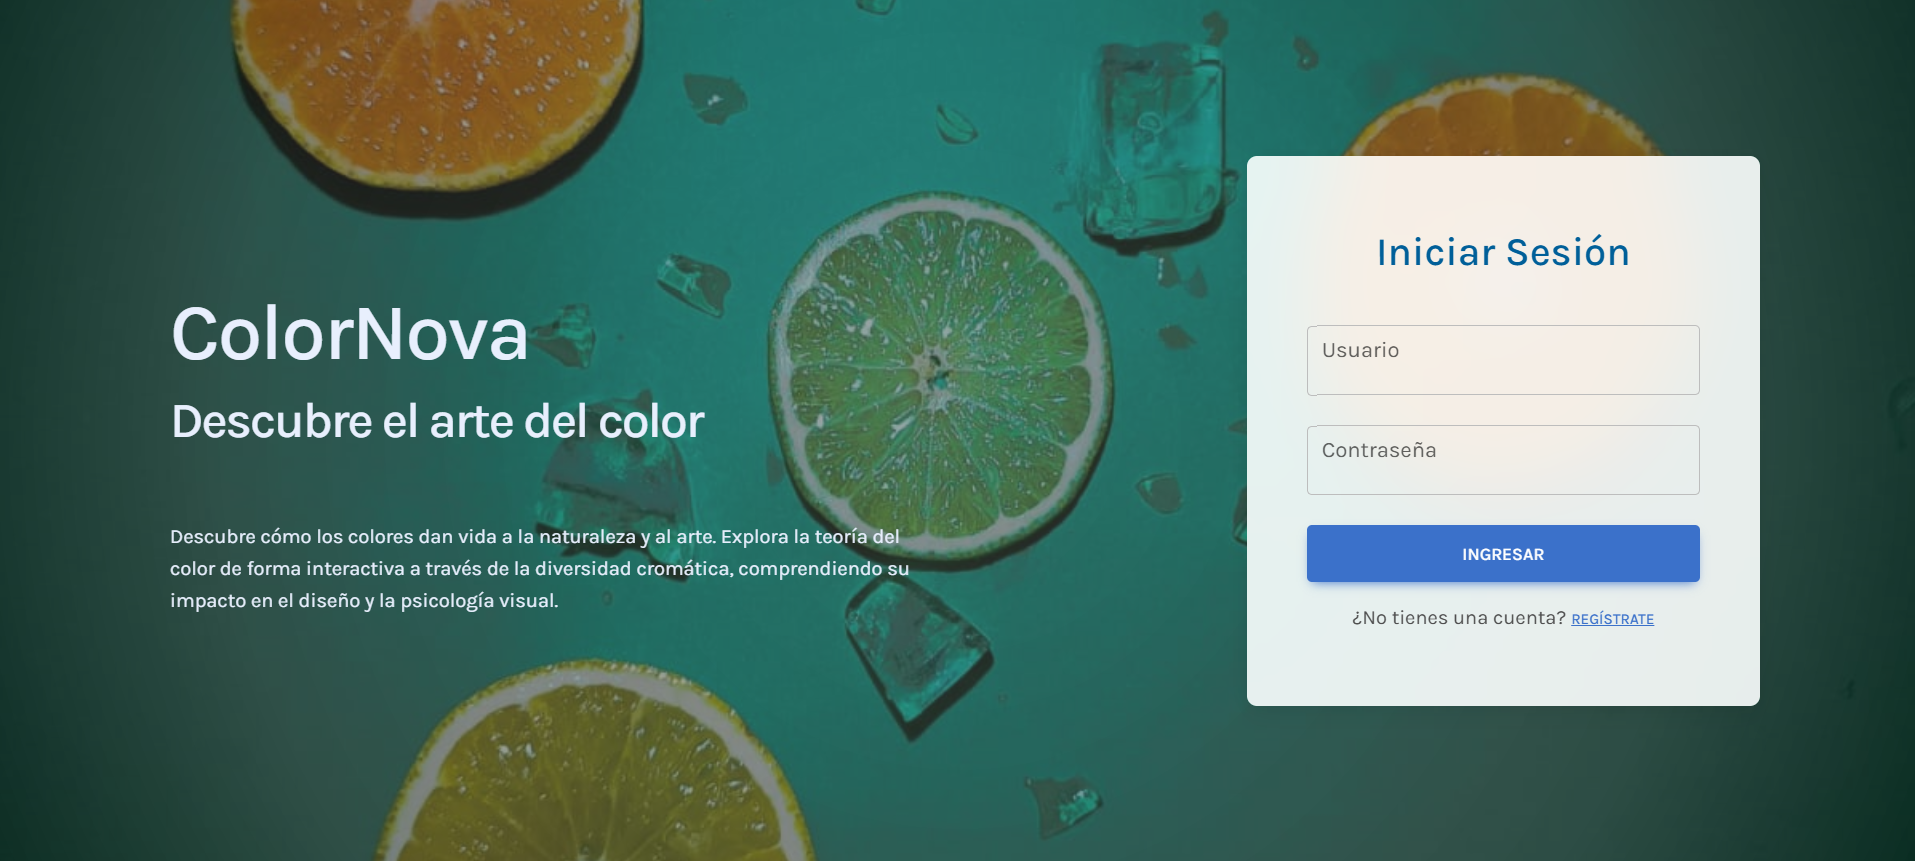 ColorNova
Descubre el arte del color
Descubre cómo los colores dan vida a la naturaleza y al arte. Explora la teoría del
color de forma interactiva a través de la diversidad cromática, comprendiendo su
impacto en el diseño y la psicología visual.
Iniciar Sesión
Usuario
Contraseña
INGRESAR
¿No tienes una cuenta? REGÍSTRATE